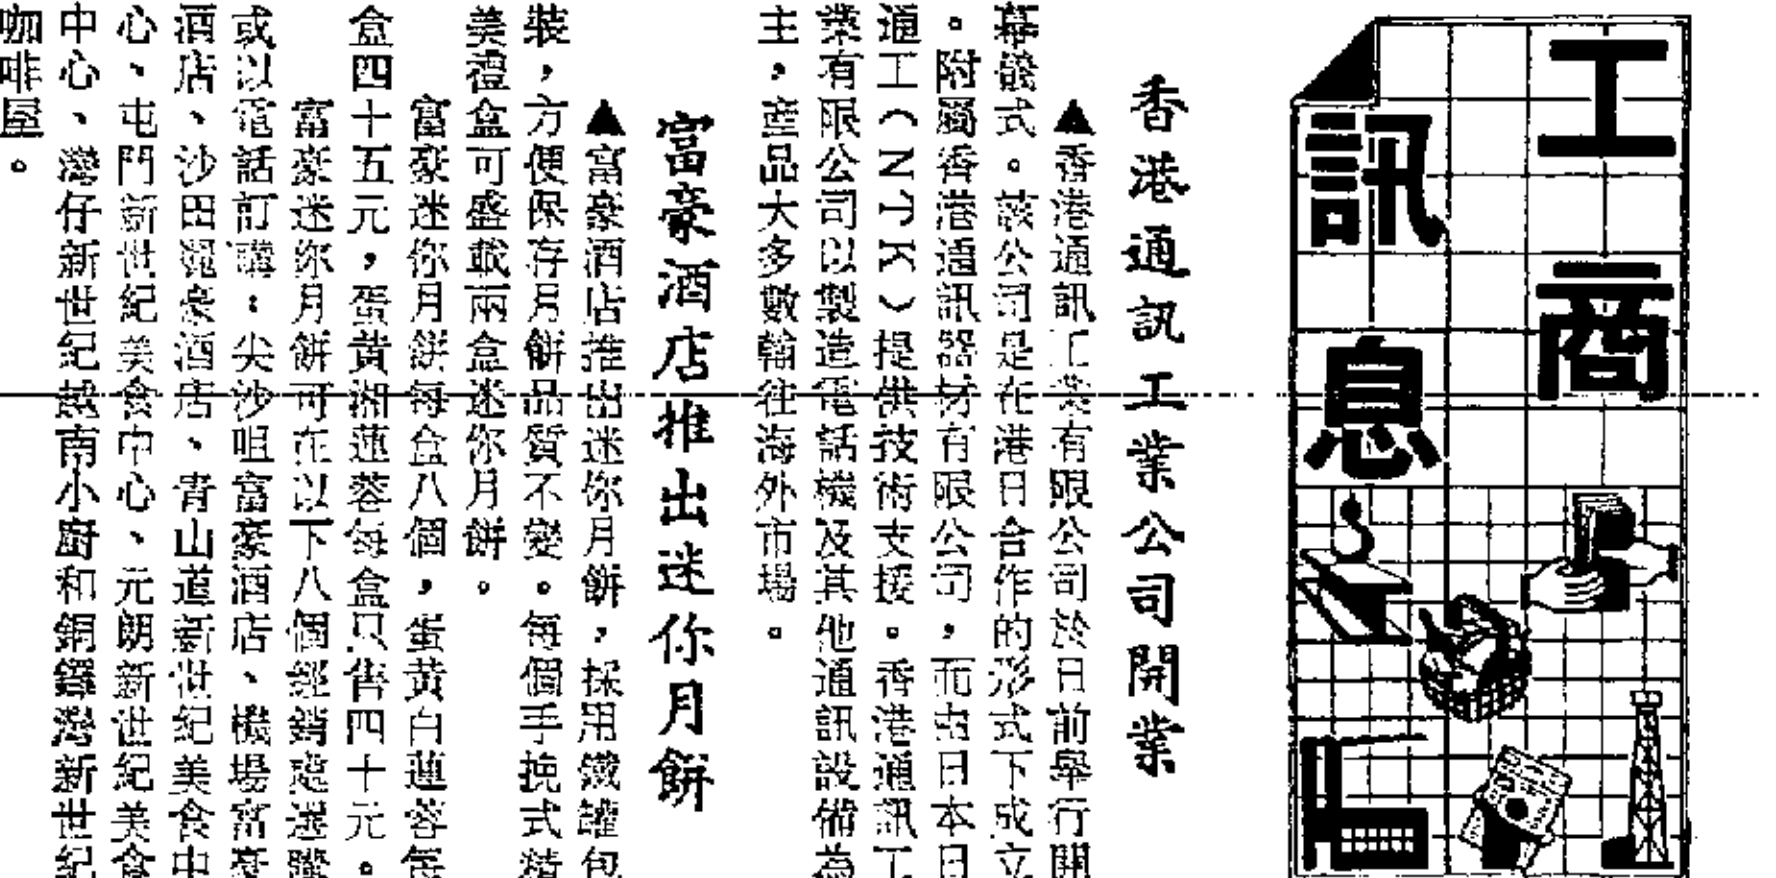 工商
訊息
香港通訊工業公司開業
▲香港通訊工業有限公司於日前舉行開
幕儀式。該公司是在港日合作的形式下成立
。附屬香港通訊器材有限公司，而由日本日
通工（NTK）提供技術支援。香港通訊工
業有限公司以製造電話機及其他通訊設備為
主，產品大多數輸往海外市場。
富豪酒店推出迷你月餅
▲富豪酒店推出迷你月餅，採用鐵罐包
裝，方便保存月餅品質不變。每個手挽式精
美禮盒可盛載兩盒迷你月餅。
富豪迷你月餅每盒八個，蛋黃白蓮蓉每
盒四十五元，蛋黃湘蓮蓉每盒只售四十元。
富豪迷你月餅可在以下八個經銷處選購
或以電話訂購：尖沙咀富豪酒店、機場富豪
酒店、沙田麗豪酒店、青山道新世紀美食中
心、屯門新世紀美食中心、元朗新世紀美食
中心、灣仔新世紀越南小廚和銅鑼灣新世紀
咖啡屋。